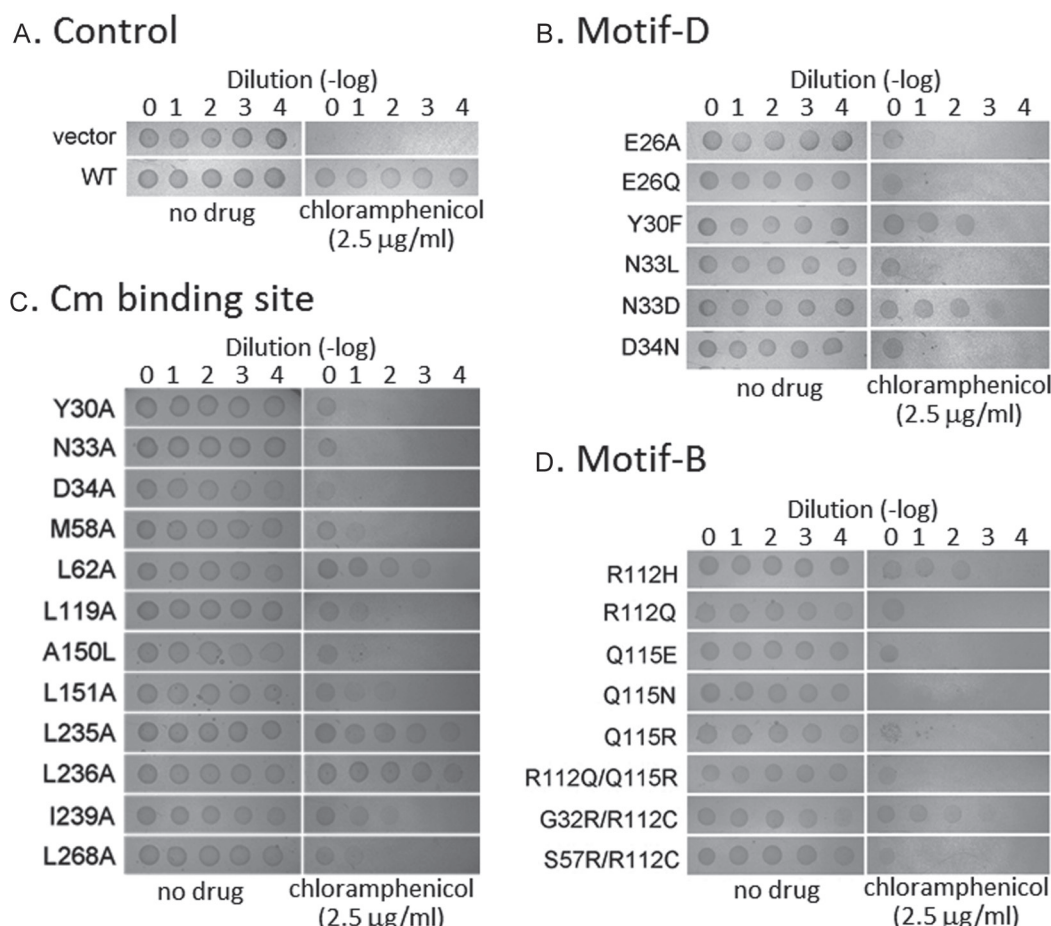 A. Control
Dilution (-log)
0 1 2 3 4 0 1 2 3 4
vector
WT
no drug chloramphenicol
(2.5 µg/ml)
B. Motif-D
Dilution (-log)
0 1 2 3 4 0 1 2 3 4
E26A
E26Q
Y30F
N33L
N33D
D34N
no drug chloramphenicol
(2.5 µg/ml)
C. Cm binding site
Dilution (-log)
0 1 2 3 4 0 1 2 3 4
Y30A
N33A
D34A
M58A
L62A
L119A
A150L
L151A
L235A
L236A
I239A
L268A
no drug chloramphenicol
(2.5 µg/ml)
D. Motif-B
Dilution (-log)
0 1 2 3 4 0 1 2 3 4
R112H
R112Q
Q115E
Q115N
Q115R
R112Q/Q115R
G32R/R112C
S57R/R112C
no drug chloramphenicol
(2.5 µg/ml)